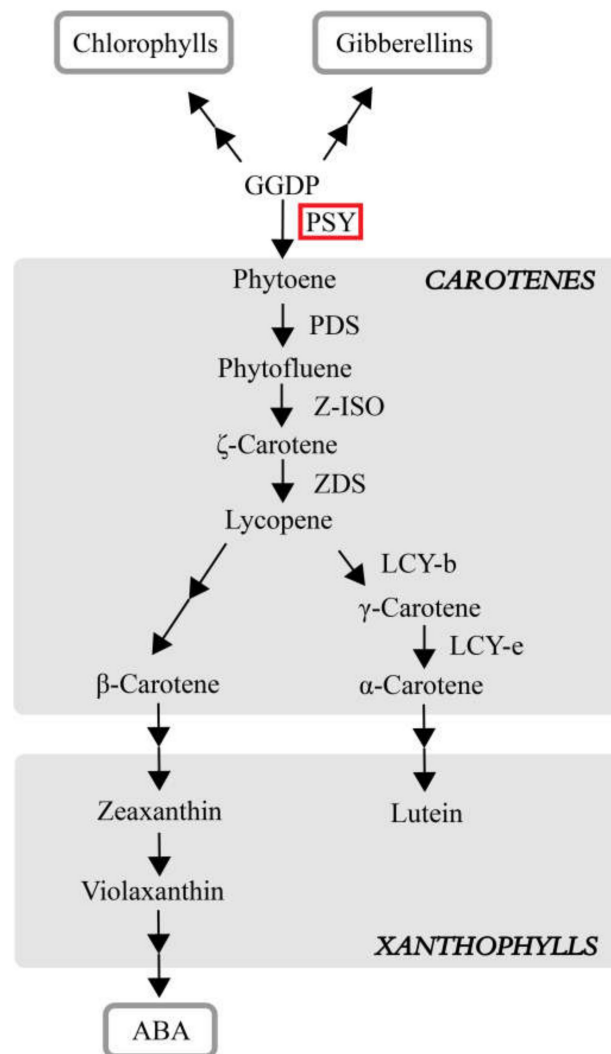 Chlorophylls
Gibberellins
GGDP
PSY
Phytoene
CAROTENES
PDS
Phytofluene
Z-ISO
ζ-Carotene
ZDS
Lycopene
LCY-b
γ-Carotene
LCY-e
β-Carotene
α-Carotene
Zeaxanthin
Lutein
Violaxanthin
XANTHOPHYLLS
ABA